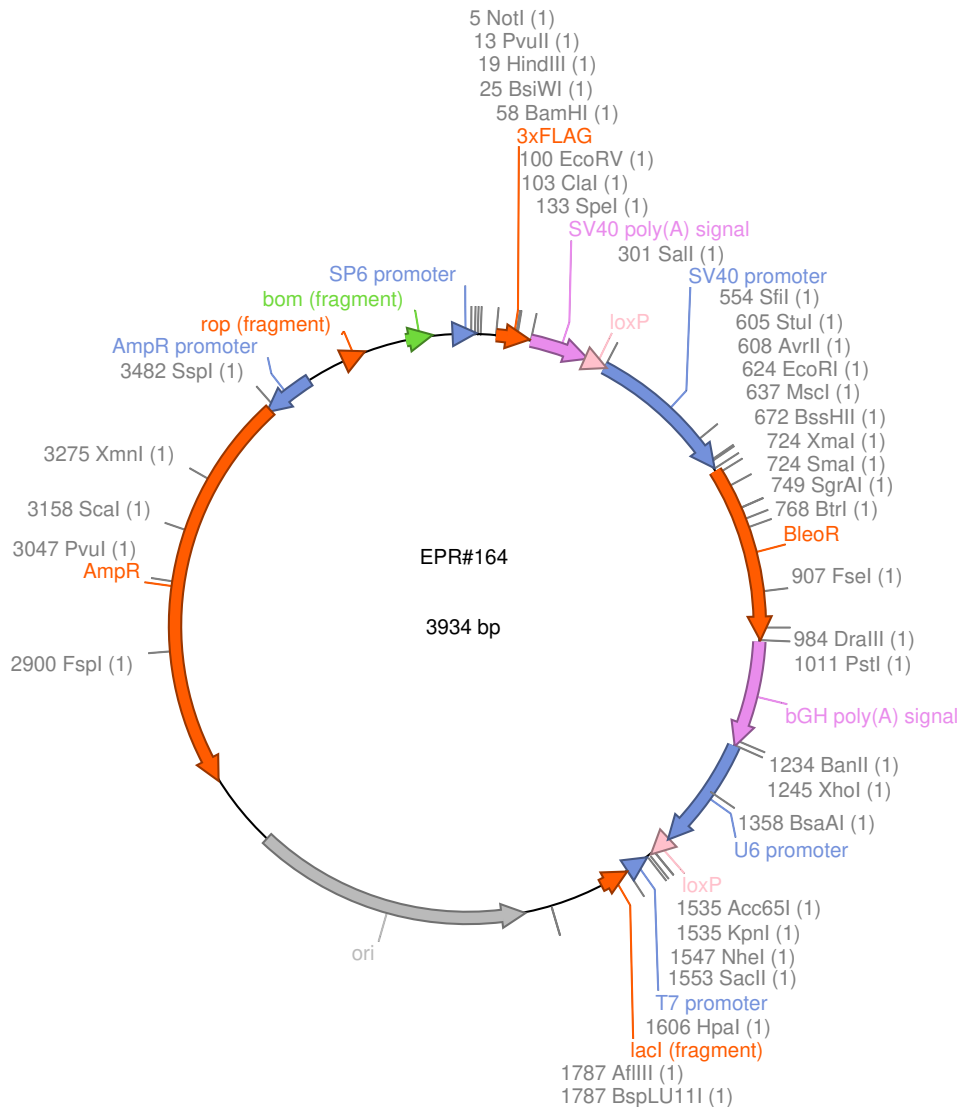 5 NotI (1)
13 PvuII (1)
19 HindIII (1)
25 BsiWI (1)
58 BamHI (1)
3xFLAG
100 EcoRV (1)
103 ClaI (1)
133 SpeI (1)
SV40 poly(A) signal
301 SalI (1)
SV40 promoter
554 SfiI (1)
605 StuI (1)
608 AvrII (1)
624 EcoRI (1)
637 MscI (1)
672 BssHII (1)
724 XmaI (1)
724 SmaI (1)
749 SgrAI (1)
768 BtrI (1)
BleoR
907 FseI (1)
984 DraIII (1)
1011 PstI (1)
bGH poly(A) signal
1234 BanII (1)
1245 XhoI (1)
1358 BsaAI (1)
U6 promoter
loxP
loxP
1535 Acc65I (1)
1535 KpnI (1)
1547 NheI (1)
1553 SacII (1)
T7 promoter
1606 HpaI (1)
lacI (fragment)
1787 AflIII (1)
1787 BspLU11I (1)
ori
2900 FspI (1)
AmpR
3047 PvuI (1)
3158 ScaI (1)
3275 XmnI (1)
3482 SspI (1)
AmpR promoter
rop (fragment)
bom (fragment)
SP6 promoter
EPR#164
3934 bp